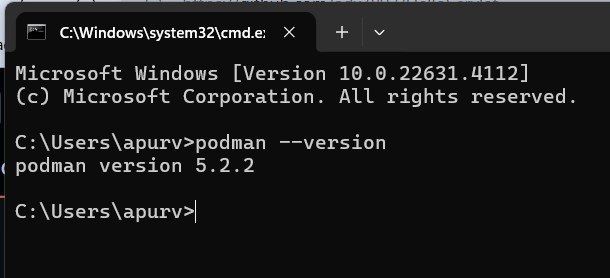 C:\Windows\system32\cmd.e
Microsoft Windows [Version 10.0.22631.4112]
(c) Microsoft Corporation. All rights reserved.
C:\Users\apurv>podman --version
podman version 5.2.2
C:\Users\apurv>